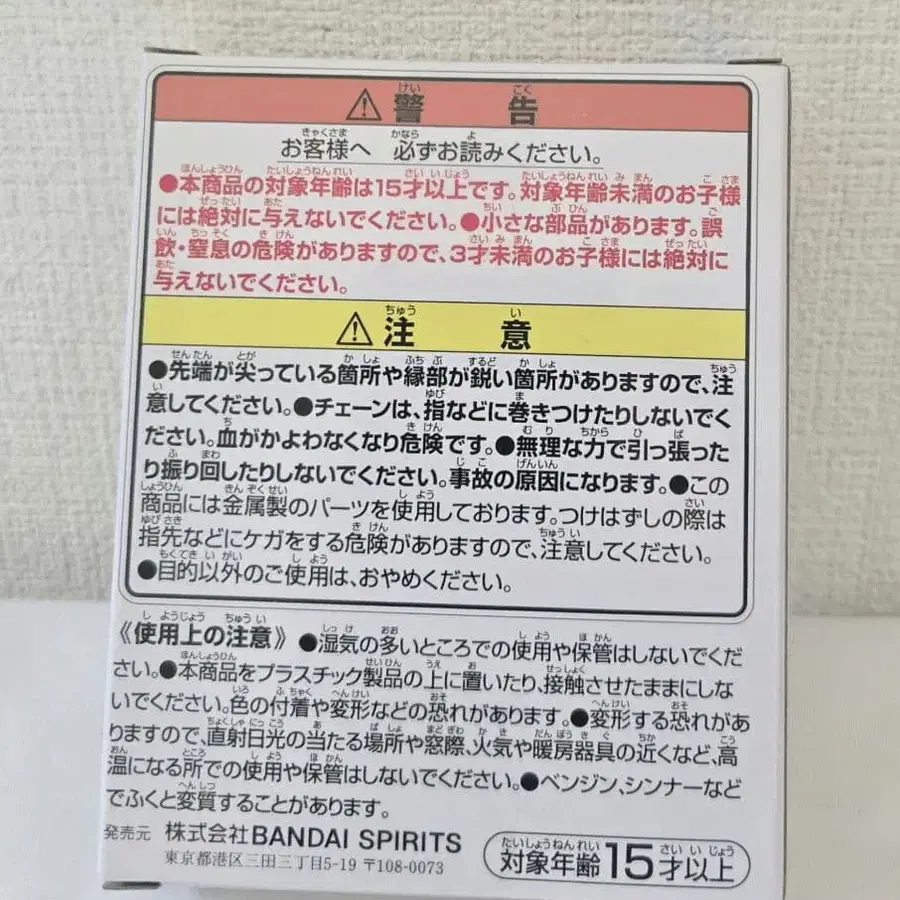 ⚠警告
お客様へ 必ずお読みください。
●本商品の対象年齢は15才以上です。対象年齢未満のお子様
には絶対に与えないでください。●小さな部品があります。誤
飲・窒息の危険がありますので、3才未満のお子様には絶対に
与えないでください。
⚠注意
●先端が尖っている箇所や縁部が鋭い箇所がありますので、注
意してください。●チェーンは、指などに巻きつけたりしないでく
ださい。血がかよわなくなり危険です。●無理な力で引っ張った
り振り回したりしないでください。事故の原因になります。●この
商品には金属製のパーツを使用しております。つけはずしの際は
指先などにケガをする危険がありますので、注意してください。
●目的以外のご使用は、おやめください。
《使用上の注意》●湿気の多いところでの使用や保管はしないでくだ
さい。●本商品をプラスチック製品の上に置いたり、接触させたままにしな
いでください。色の付着や変形などの恐れがあります。●変形する恐れがあ
りますので、直射日光の当たる場所や窓際、火気や暖房器具の近くなど、高
温になる所での使用や保管はしないでください。●ベンジン、シンナーなど
でふくと変質することがあります。
発売元 株式会社BANDAI SPIRITS
東京都港区三田三丁目5-19 〒108-0073
対象年齢15才以上